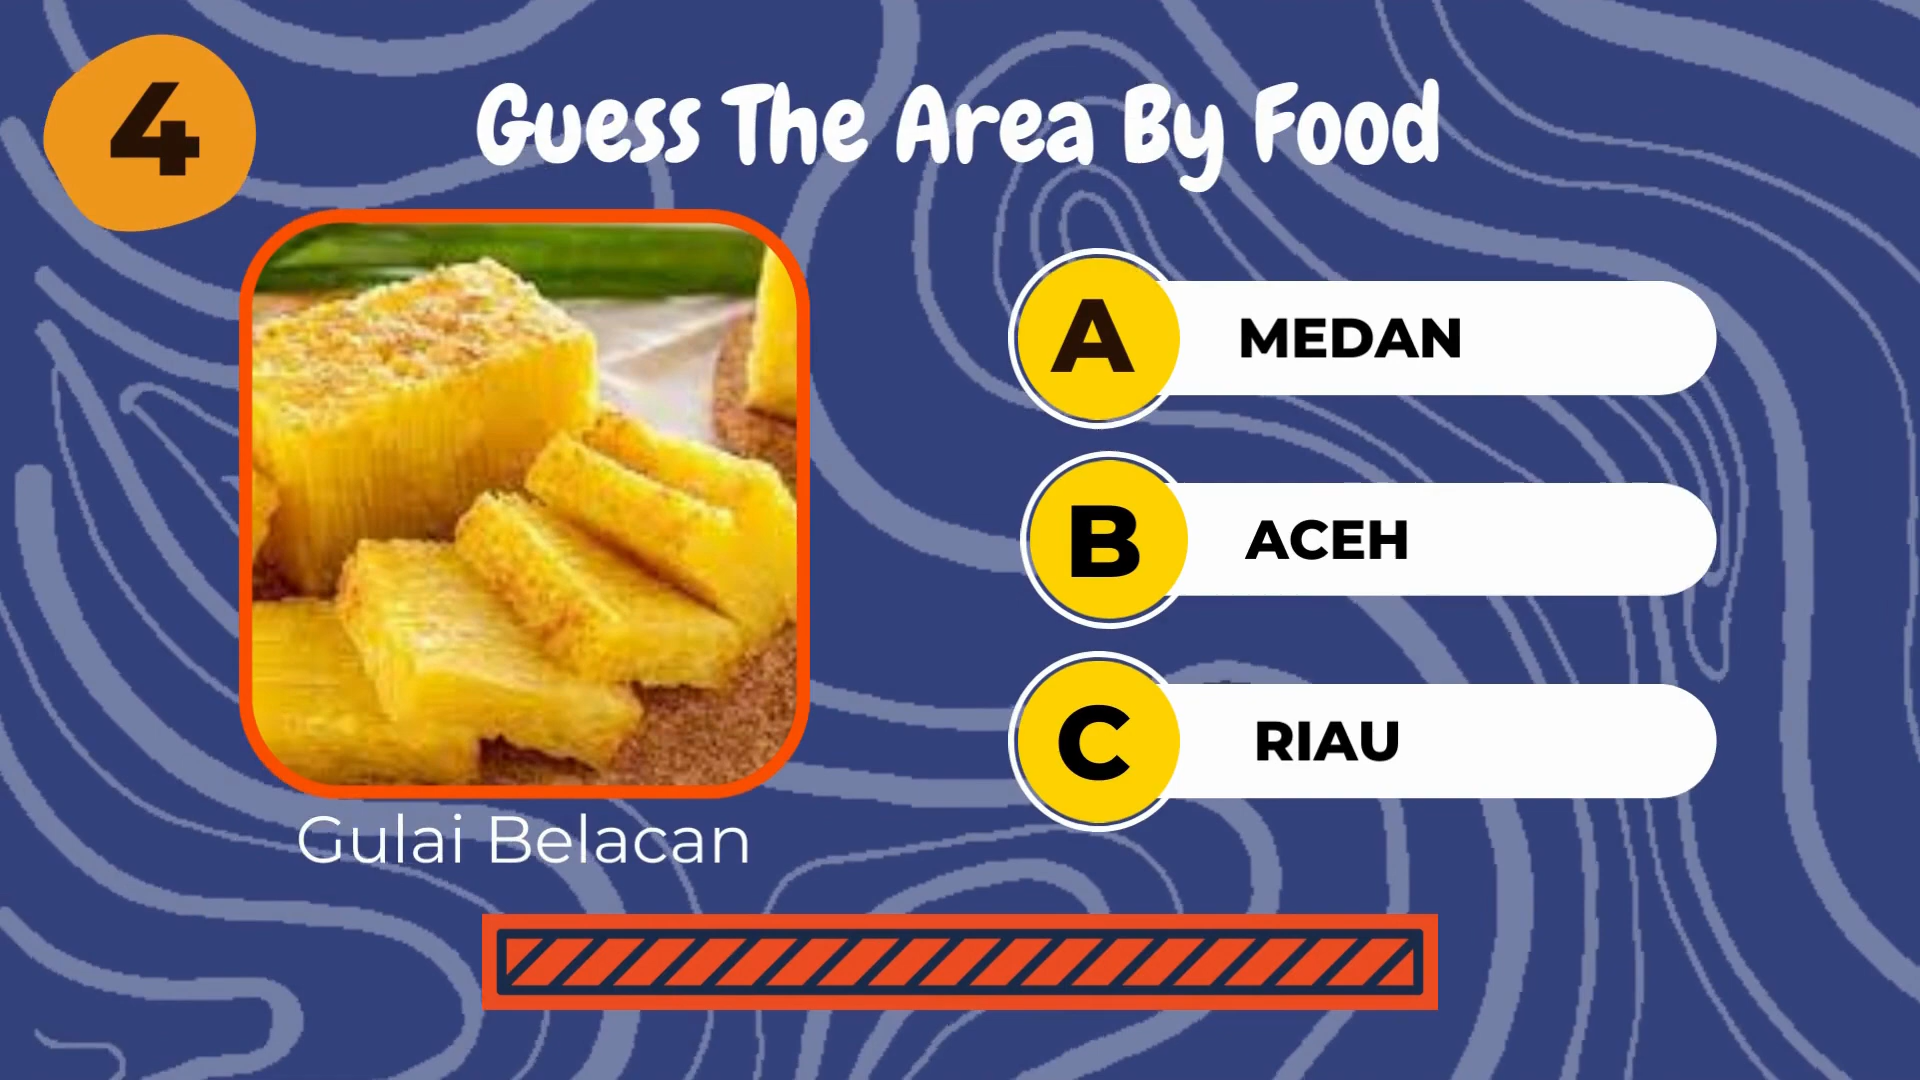 4
Guess The Area By Food
A
MEDAN
B
ACEH
C
RIAU
Gulai Belacan